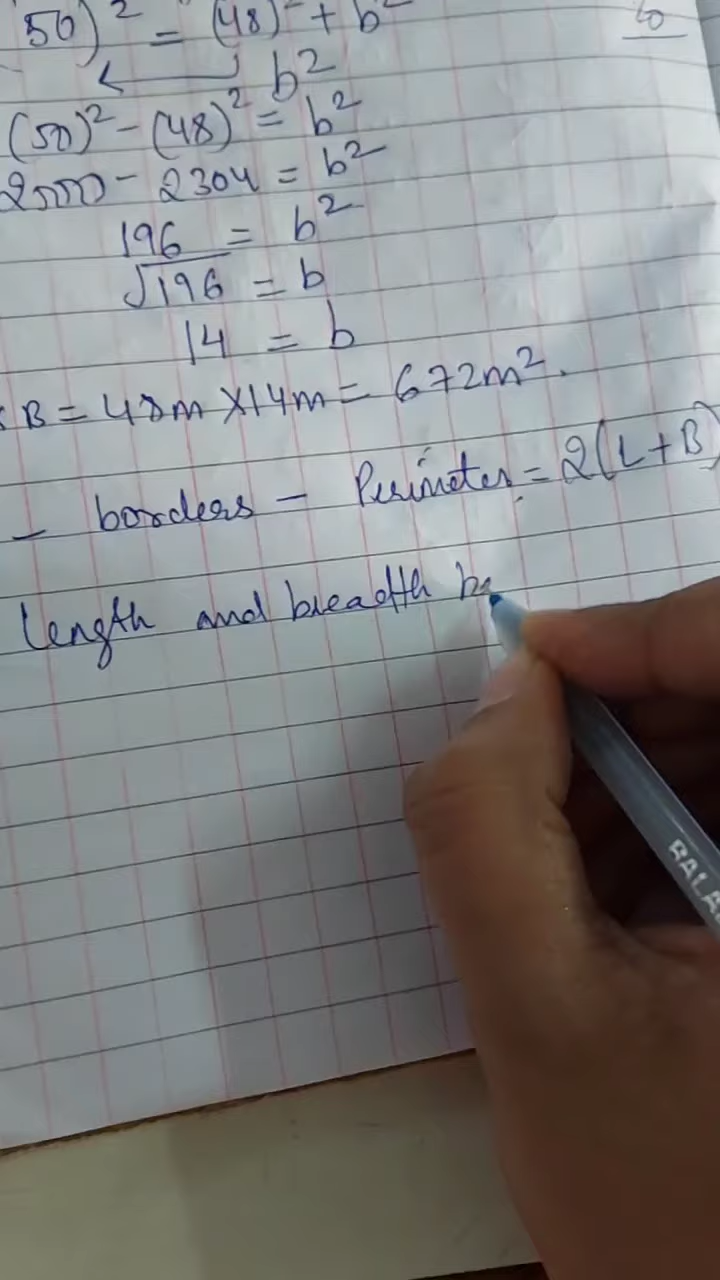 50)² = (48)² + b²
b²
(50)² - (48)² = b²
2500 - 2304 = b²
196 = b²
√196 = b
14 = b
B = 48m × 14m = 672m².
- borders - Perimeter = 2(L+B)
Length and breadth
BALA